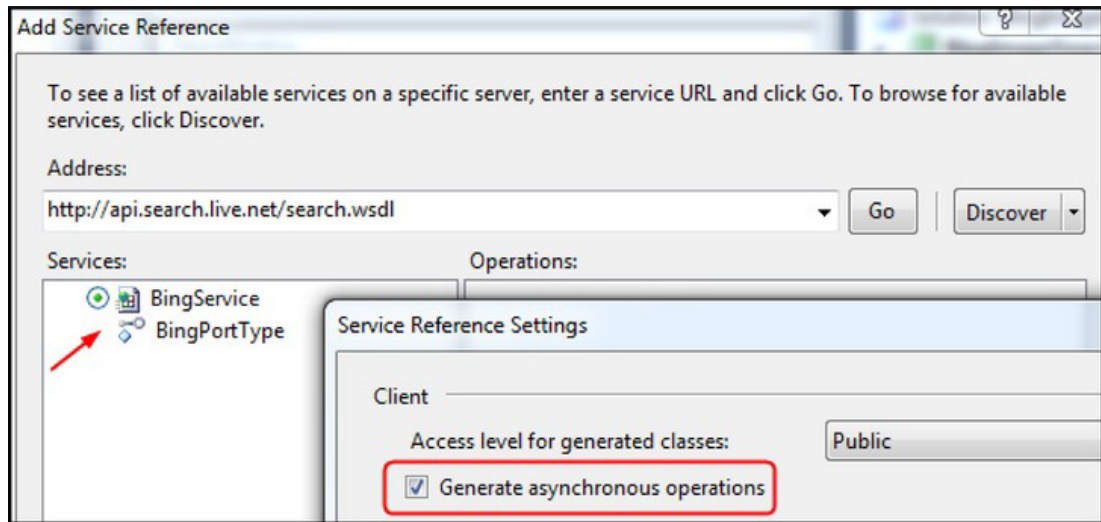 Add Service Reference
To see a list of available services on a specific server, enter a service URL and click Go. To browse for available
services, click Discover.
Address:
http://api.search.live.net/search.wsdl
Go
Discover
Services:
Operations:
BingService
BingPortType
Service Reference Settings
Client
Access level for generated classes:
Public
Generate asynchronous operations